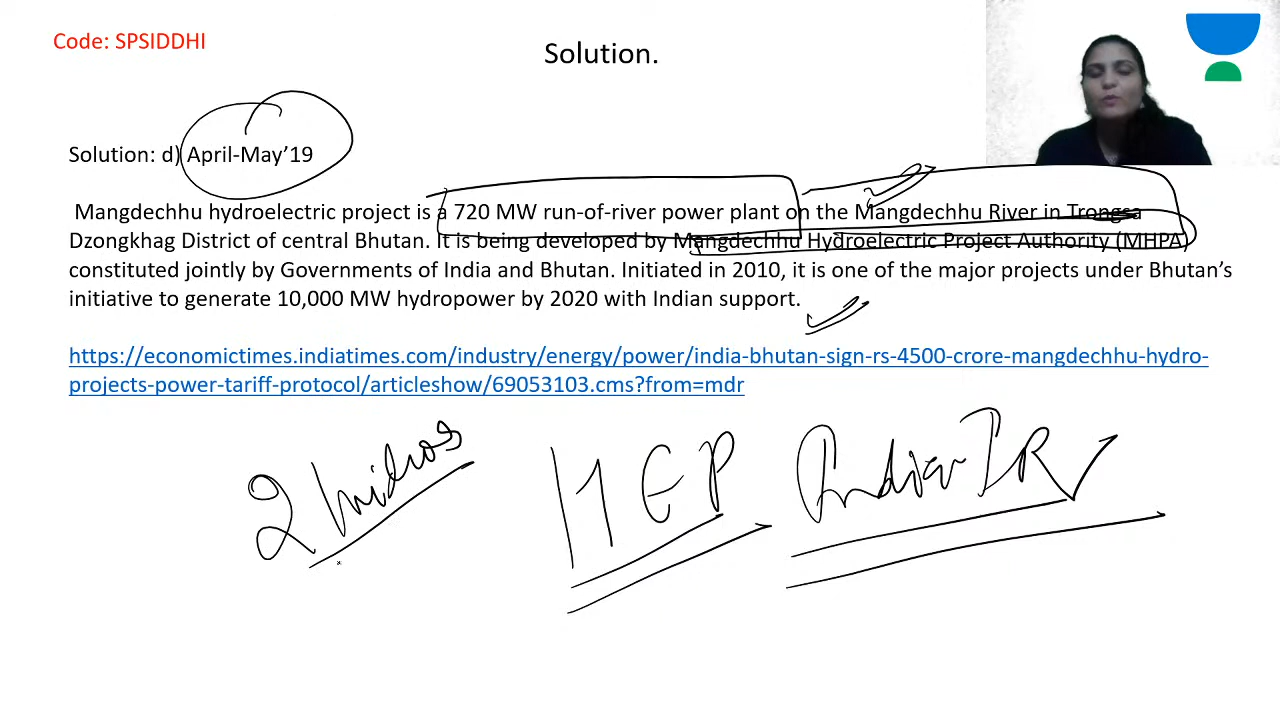 Code: SPSIDDHI
Solution.
Solution: d) April-May’19
Mangdechhu hydroelectric project is a 720 MW run-of-river power plant on the Mangdechhu River in Trongsa
Dzongkhag District of central Bhutan. It is being developed by Mangdechhu Hydroelectric Project Authority (MHPA)
constituted jointly by Governments of India and Bhutan. Initiated in 2010, it is one of the major projects under Bhutan’s
initiative to generate 10,000 MW hydropower by 2020 with Indian support.
https://economictimes.indiatimes.com/industry/energy/power/india-bhutan-sign-rs-4500-crore-mangdechhu-hydro-
projects-power-tariff-protocol/articleshow/69053103.cms?from=mdr
2 HEP India IR